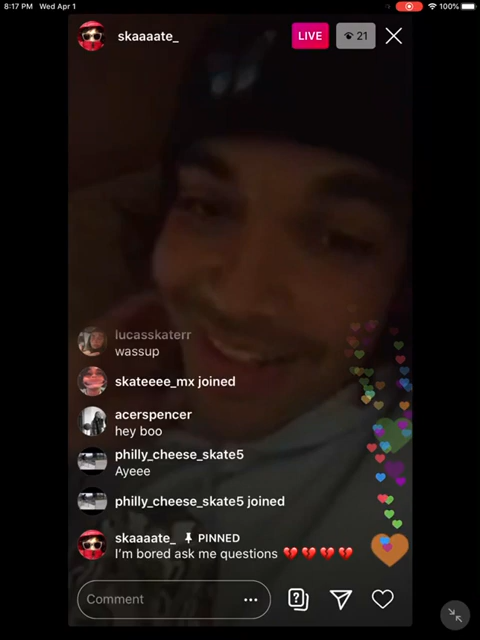 8:17 PM Wed Apr 1
100%
skaaaate_
LIVE
21
lucasskaterr
wassup
skateeee_mx joined
acerspencer
hey boo
philly_cheese_skate5
Ayeee
philly_cheese_skate5 joined
skaaaate_ PINNED
I'm bored ask me questions 💔 💔 💔 💔
Comment